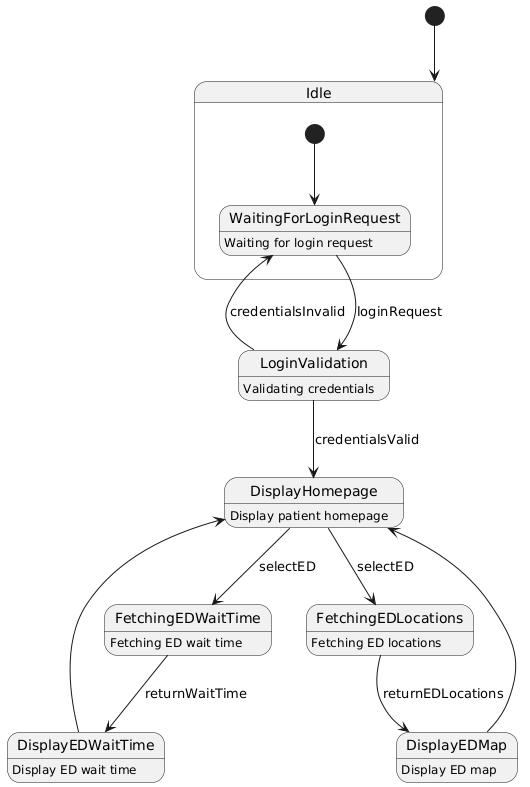 Idle
WaitingForLoginRequest
Waiting for login request
credentialsInvalid
loginRequest
LoginValidation
Validating credentials
credentialsValid
DisplayHomepage
Display patient homepage
selectED
selectED
FetchingEDWaitTime
Fetching ED wait time
FetchingEDLocations
Fetching ED locations
returnWaitTime
returnEDLocations
DisplayEDWaitTime
Display ED wait time
DisplayEDMap
Display ED map